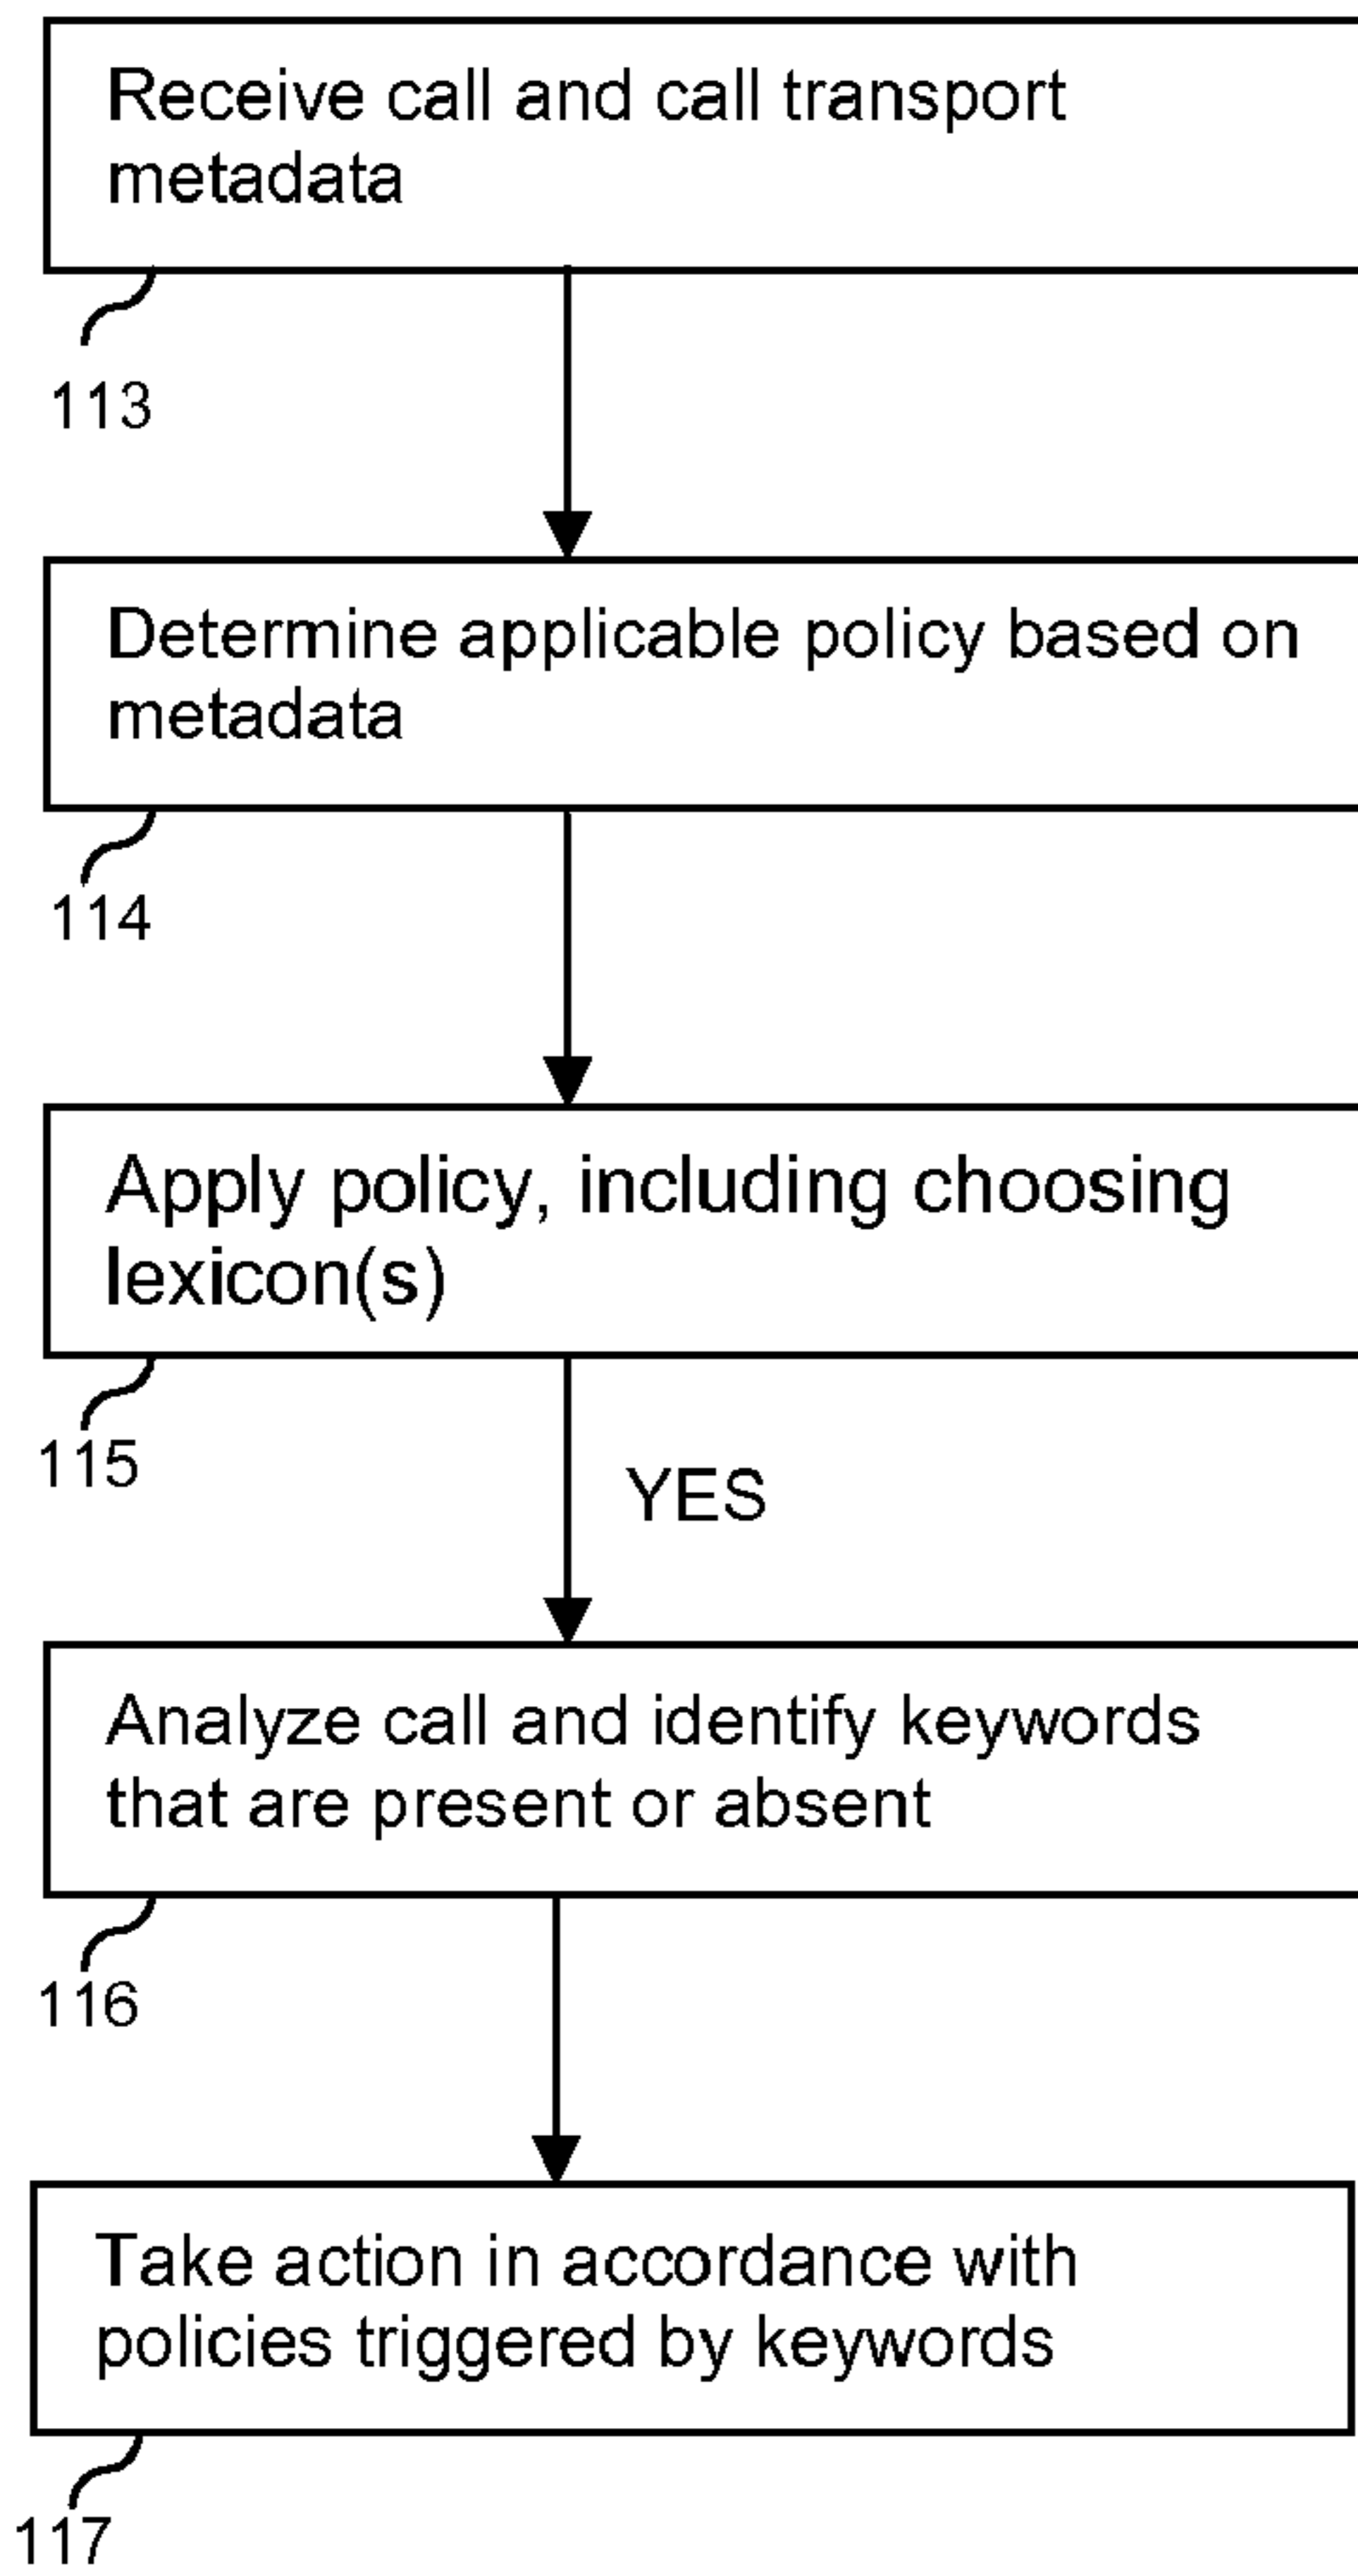 Receive call and call transport
metadata
113
Determine applicable policy based on
metadata
114
Apply policy, including choosing
lexicon(s)
115
YES
Analyze call and identify keywords
that are present or absent
116
Take action in accordance with
policies triggered by keywords
117